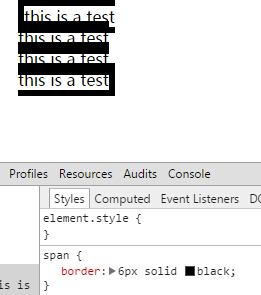 this is a test
this is a test
this is a test
this is a test
Profiles Resources Audits Console
Styles Computed Event Listeners
element.style {
}
span {
border: 6px solid black;
}
is is